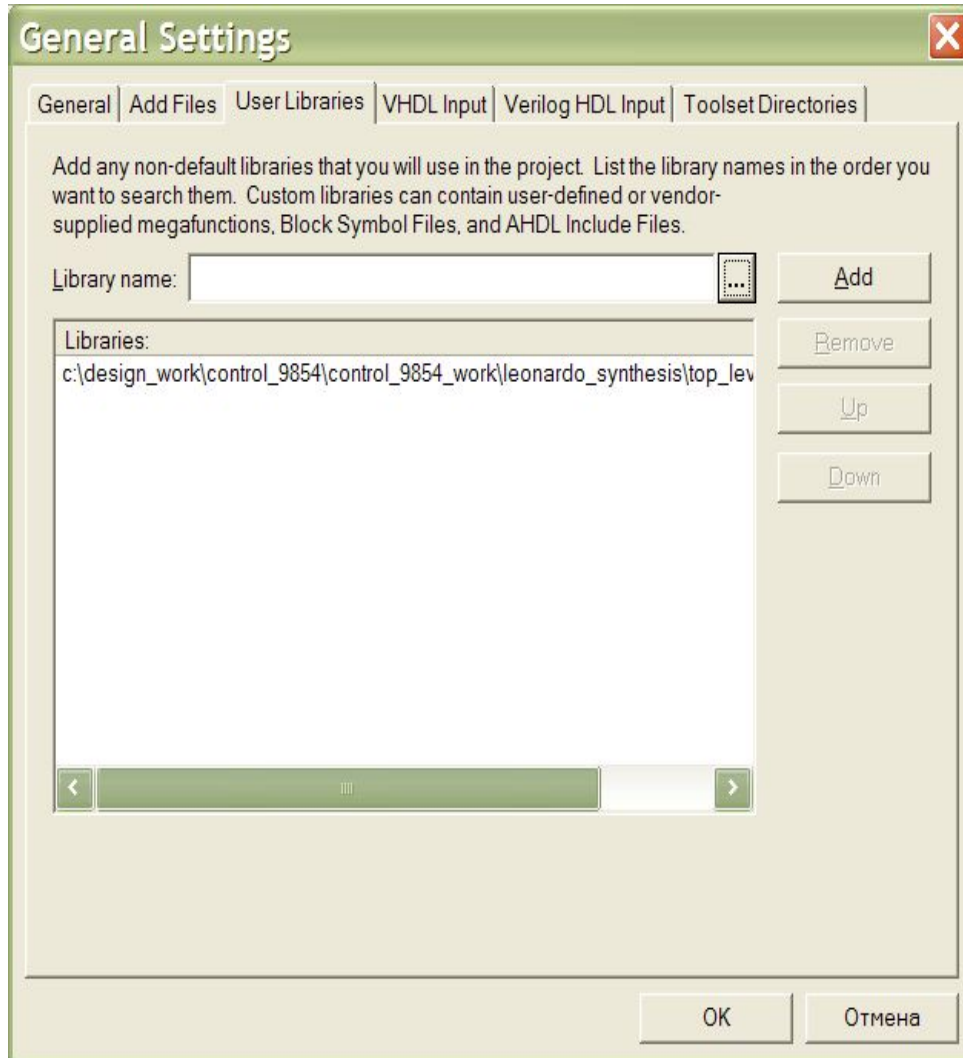 General Settings
General Add Files User Libraries VHDL Input Verilog HDL Input Toolset Directories
Add any non-default libraries that you will use in the project. List the library names in the order you
want to search them. Custom libraries can contain user-defined or vendor-
supplied megafunctions, Block Symbol Files, and AHDL Include Files.
Library name: ... Add
Libraries:
Remove
c:\design_work\control_9854\control_9854_work\leonardo_synthesis\top_lev
Up
Down
OK Отмена